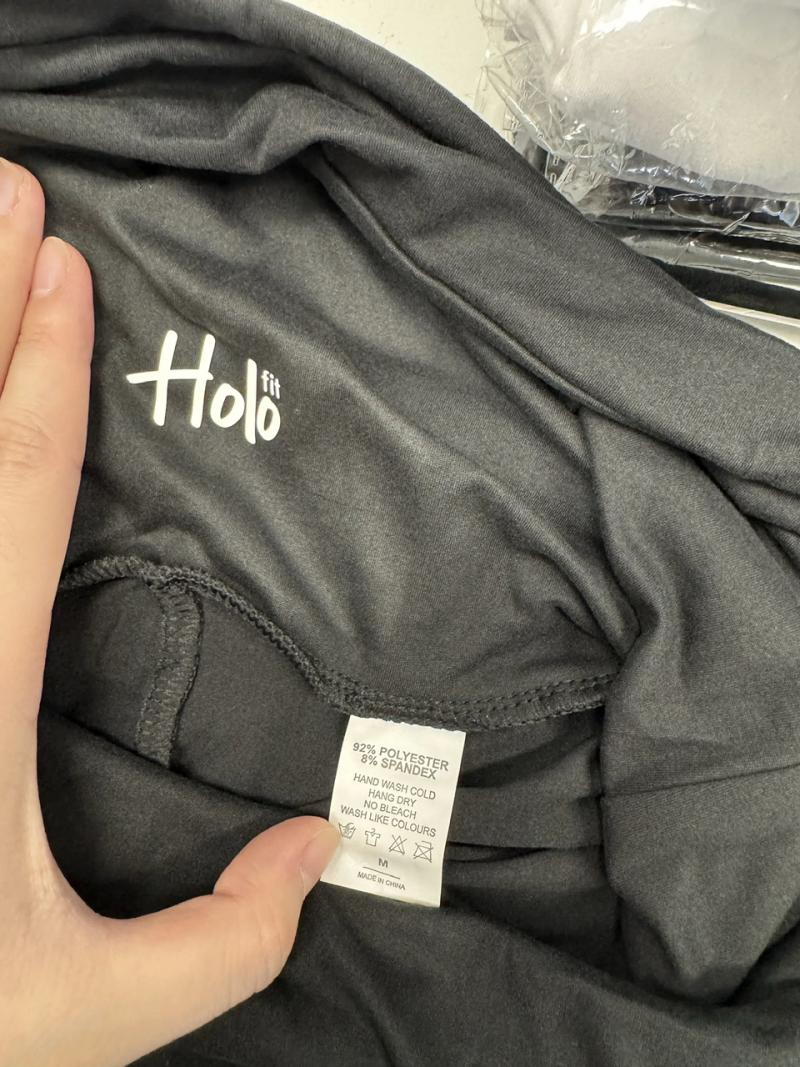 Holo fit
92% POLYESTER
8% SPANDEX
HAND WASH COLD
HANG DRY
NO BLEACH
WASH LIKE COLOURS
M
MADE IN CHINA